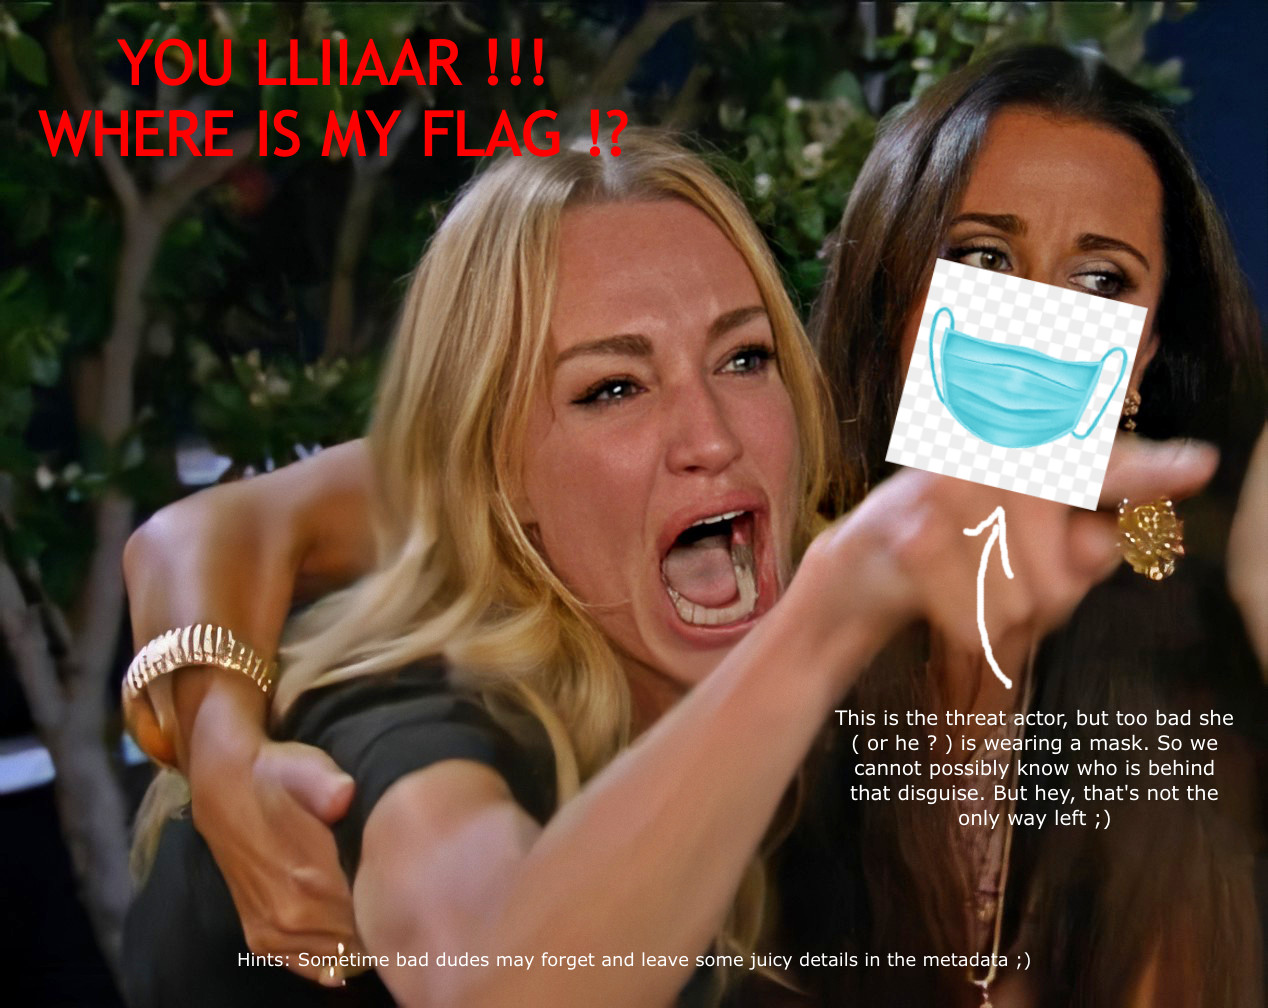 YOU LLIIAAR !!!
WHERE IS MY FLAG !?
This is the threat actor, but too bad she
( or he ? ) is wearing a mask. So we
cannot possibly know who is behind
that disguise. But hey, that's not the
only way left ;)
Hints: Sometime bad dudes may forget and leave some juicy details in the metadata ;)